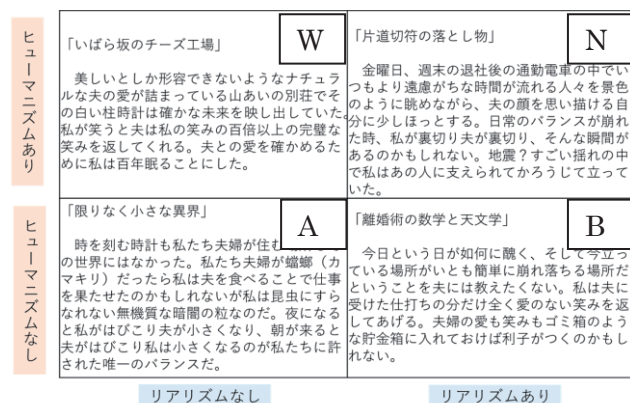 ヒューマニズムあり
「いばら坂のチーズ工場」
W
美しいとしか形容できないようなナチュラ
ルな夫の愛が詰まっている山あいの別荘でそ
の白い柱時計は確かな未来を映し出していた。
私が笑うと夫は私の笑みの百倍以上の完璧な
笑みを返してくれる。夫との愛を確かめるた
めに私は百年眠ることにした。
「片道切符の落とし物」
N
金曜日、週末の退社後の通勤電車の中でい
つもより遠慮がちな時間が流れる人々を景色
のように眺めながら、夫の顔を思い描ける自
分に少しほっとする。日常のバランスが崩れ
た時、私が裏切り夫が裏切り、そんな瞬間が
あるのかもしれない。地震？すごい揺れの中
で私はあの人に支えられてかろうじて立って
いた。
ヒューマニズムなし
「限りなく小さな異界」
A
時を刻む時計も私たち夫婦が住む
の世界にはなかった。私たち夫婦が蟷螂（カ
マキリ）だったら私は夫を食べることで仕事
を果たせたのかもしれないが私は昆虫にすら
なれない無機質な暗闇の粒なのだ。夜になる
と私がはびこり夫が小さくなり、朝が来ると
夫がはびこり私は小さくなるのが私たちに許
された唯一のバランスだ。
「離婚術の数学と天文学」
B
今日という日が如何に醜く、そして今立っ
ている場所がいとも簡単に崩れ落ちる場所だ
ということを夫には教えたくない。私は夫に
受けた仕打ちの分だけ全く愛のない笑みを返
してあげる。夫婦の愛も笑みもゴミ箱のよう
な貯金箱に入れておけば利子がつくのかもし
れない。
リアリズムなし
リアリズムあり